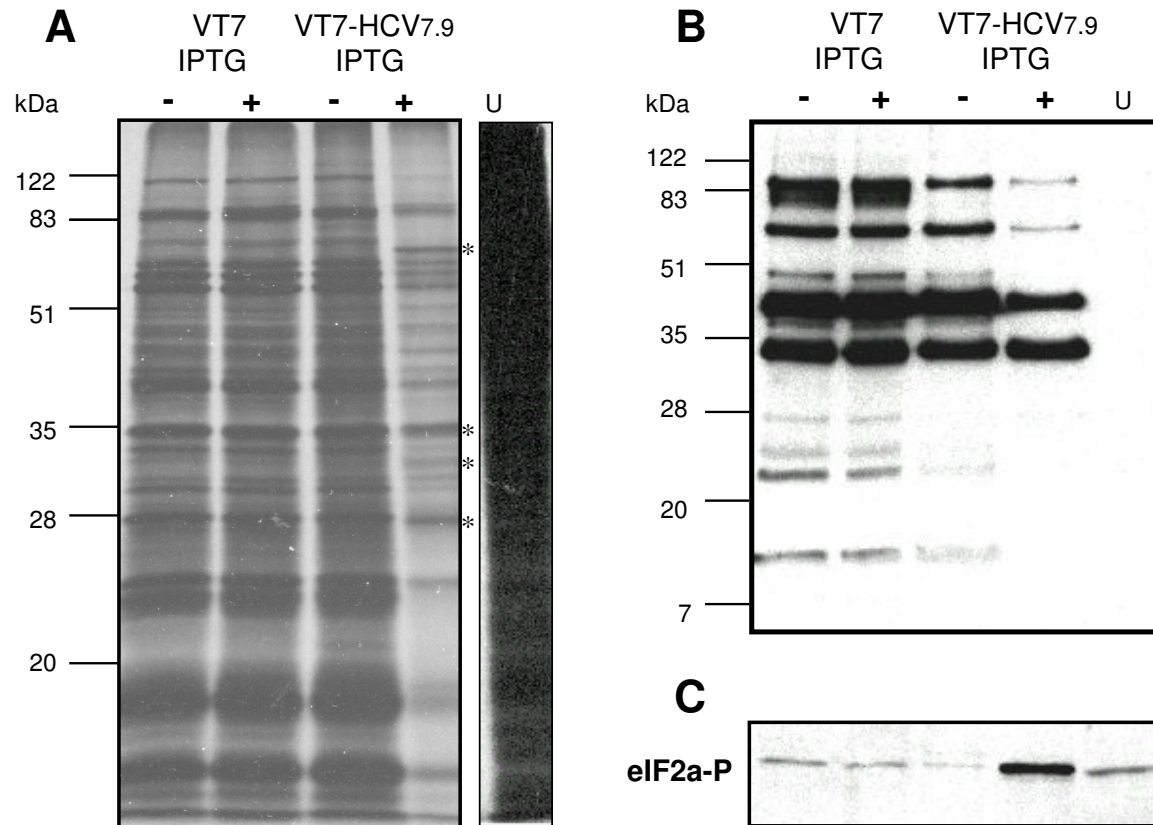 A
VT7 VT7-HCV7.9
IPTG IPTG
kDa - + - + U
122
83
*
51
35 *
*
28 *
20
B
VT7 VT7-HCV7.9
IPTG IPTG
kDa - + - + U
122
83
51
35
28
20
7
C
eIF2a-P